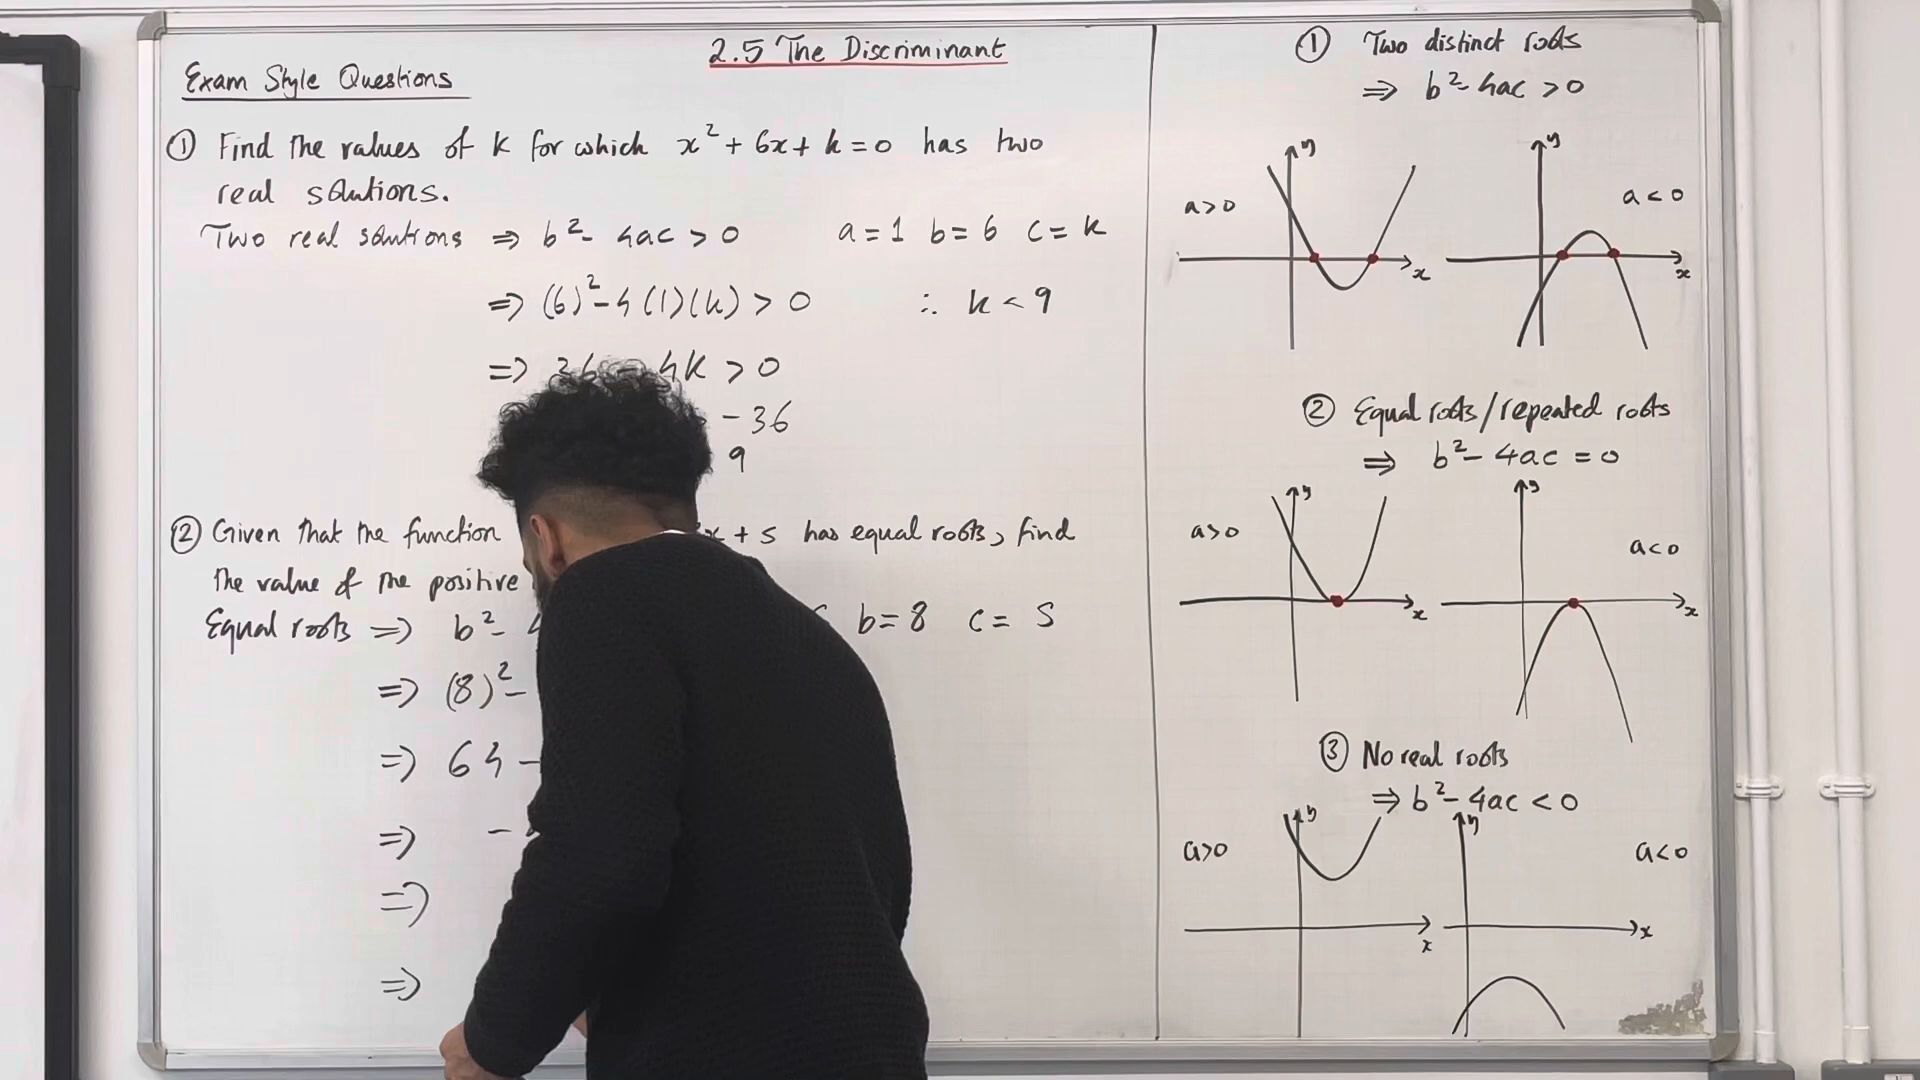 2.5 The Discriminant
Exam Style Questions
① Find the values of k for which x² + 6x + k = 0 has two
real solutions.
Two real solutions ⇒ b² - 4ac > 0 a = 1 b = 6 c = k
⇒ (6)² - 4(1)(k) > 0 ∴ k < 9
⇒ 36 - 4k > 0
- 36
9
② Given that the function x + s has equal roots, find
the value of the positive
Equal roots ⇒ b² - b = 8 c = s
⇒ (8)² -
⇒ 64 -
⇒ -
⇒
⇒
① Two distinct roots
⇒ b² - 4ac > 0
a>0 y x
y a<0 x
② Equal roots/repeated roots
⇒ b² - 4ac = 0
a>0 y x
y a<0 x
③ No real roots
⇒ b² - 4ac < 0
a>0 y x
y a<0 x